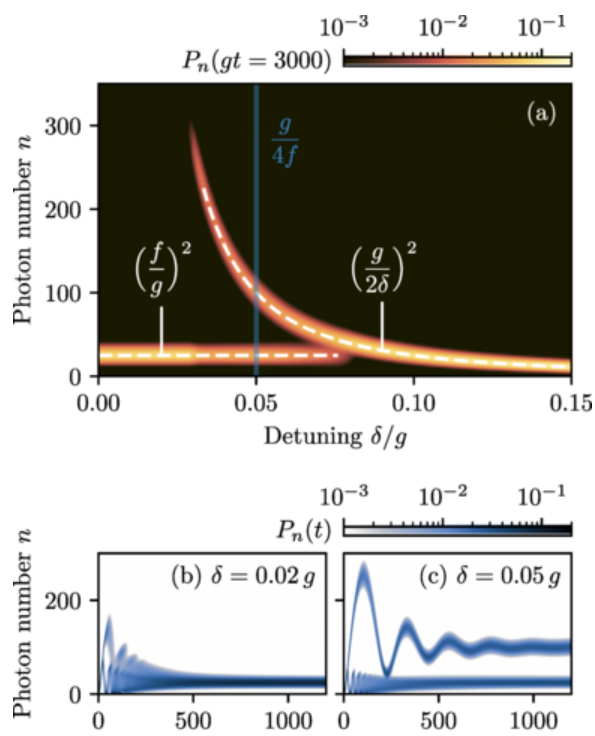 10⁻³ 10⁻² 10⁻¹
Pₙ(gt = 3000)
(a)
g/4f
(f/g)²
(g/2δ)²
Photon number n
300
200
100
0
0.00 0.05 0.10 0.15
Detuning δ/g
10⁻³ 10⁻² 10⁻¹
Pₙ(t)
(b) δ = 0.02 g
(c) δ = 0.05 g
Photon number n
200
0
0 500 1000
0 500 1000